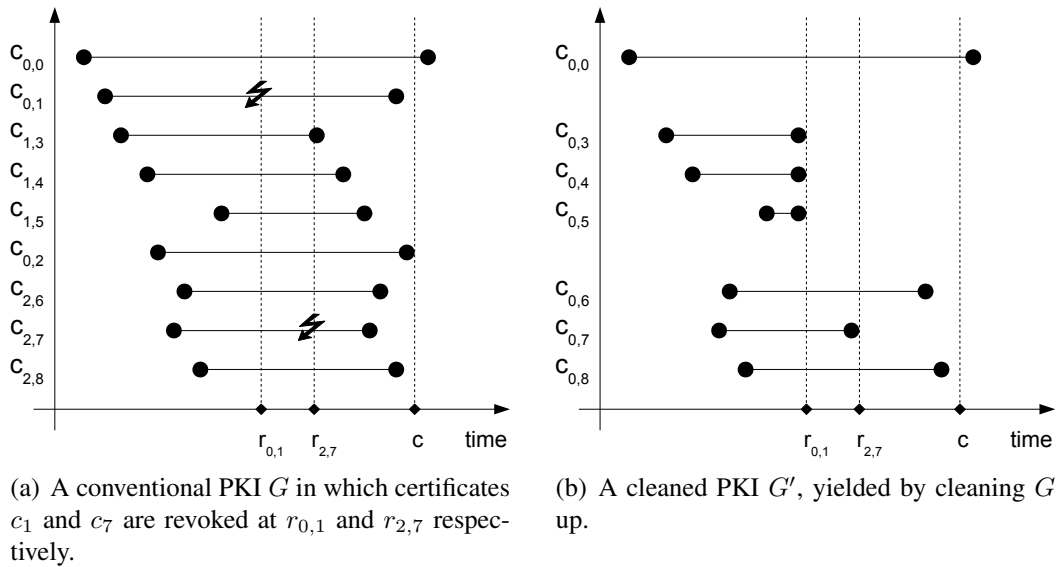 c0,0
c0,1
c1,3
c1,4
c1,5
c0,2
c2,6
c2,7
c2,8
r0,1 r2,7 c time
(a) A conventional PKI G in which certificates
c1 and c7 are revoked at r0,1 and r2,7 respec-
tively.
c0,0
c0,3
c0,4
c0,5
c0,6
c0,7
c0,8
r0,1 r2,7 c time
(b) A cleaned PKI G′, yielded by cleaning G
up.